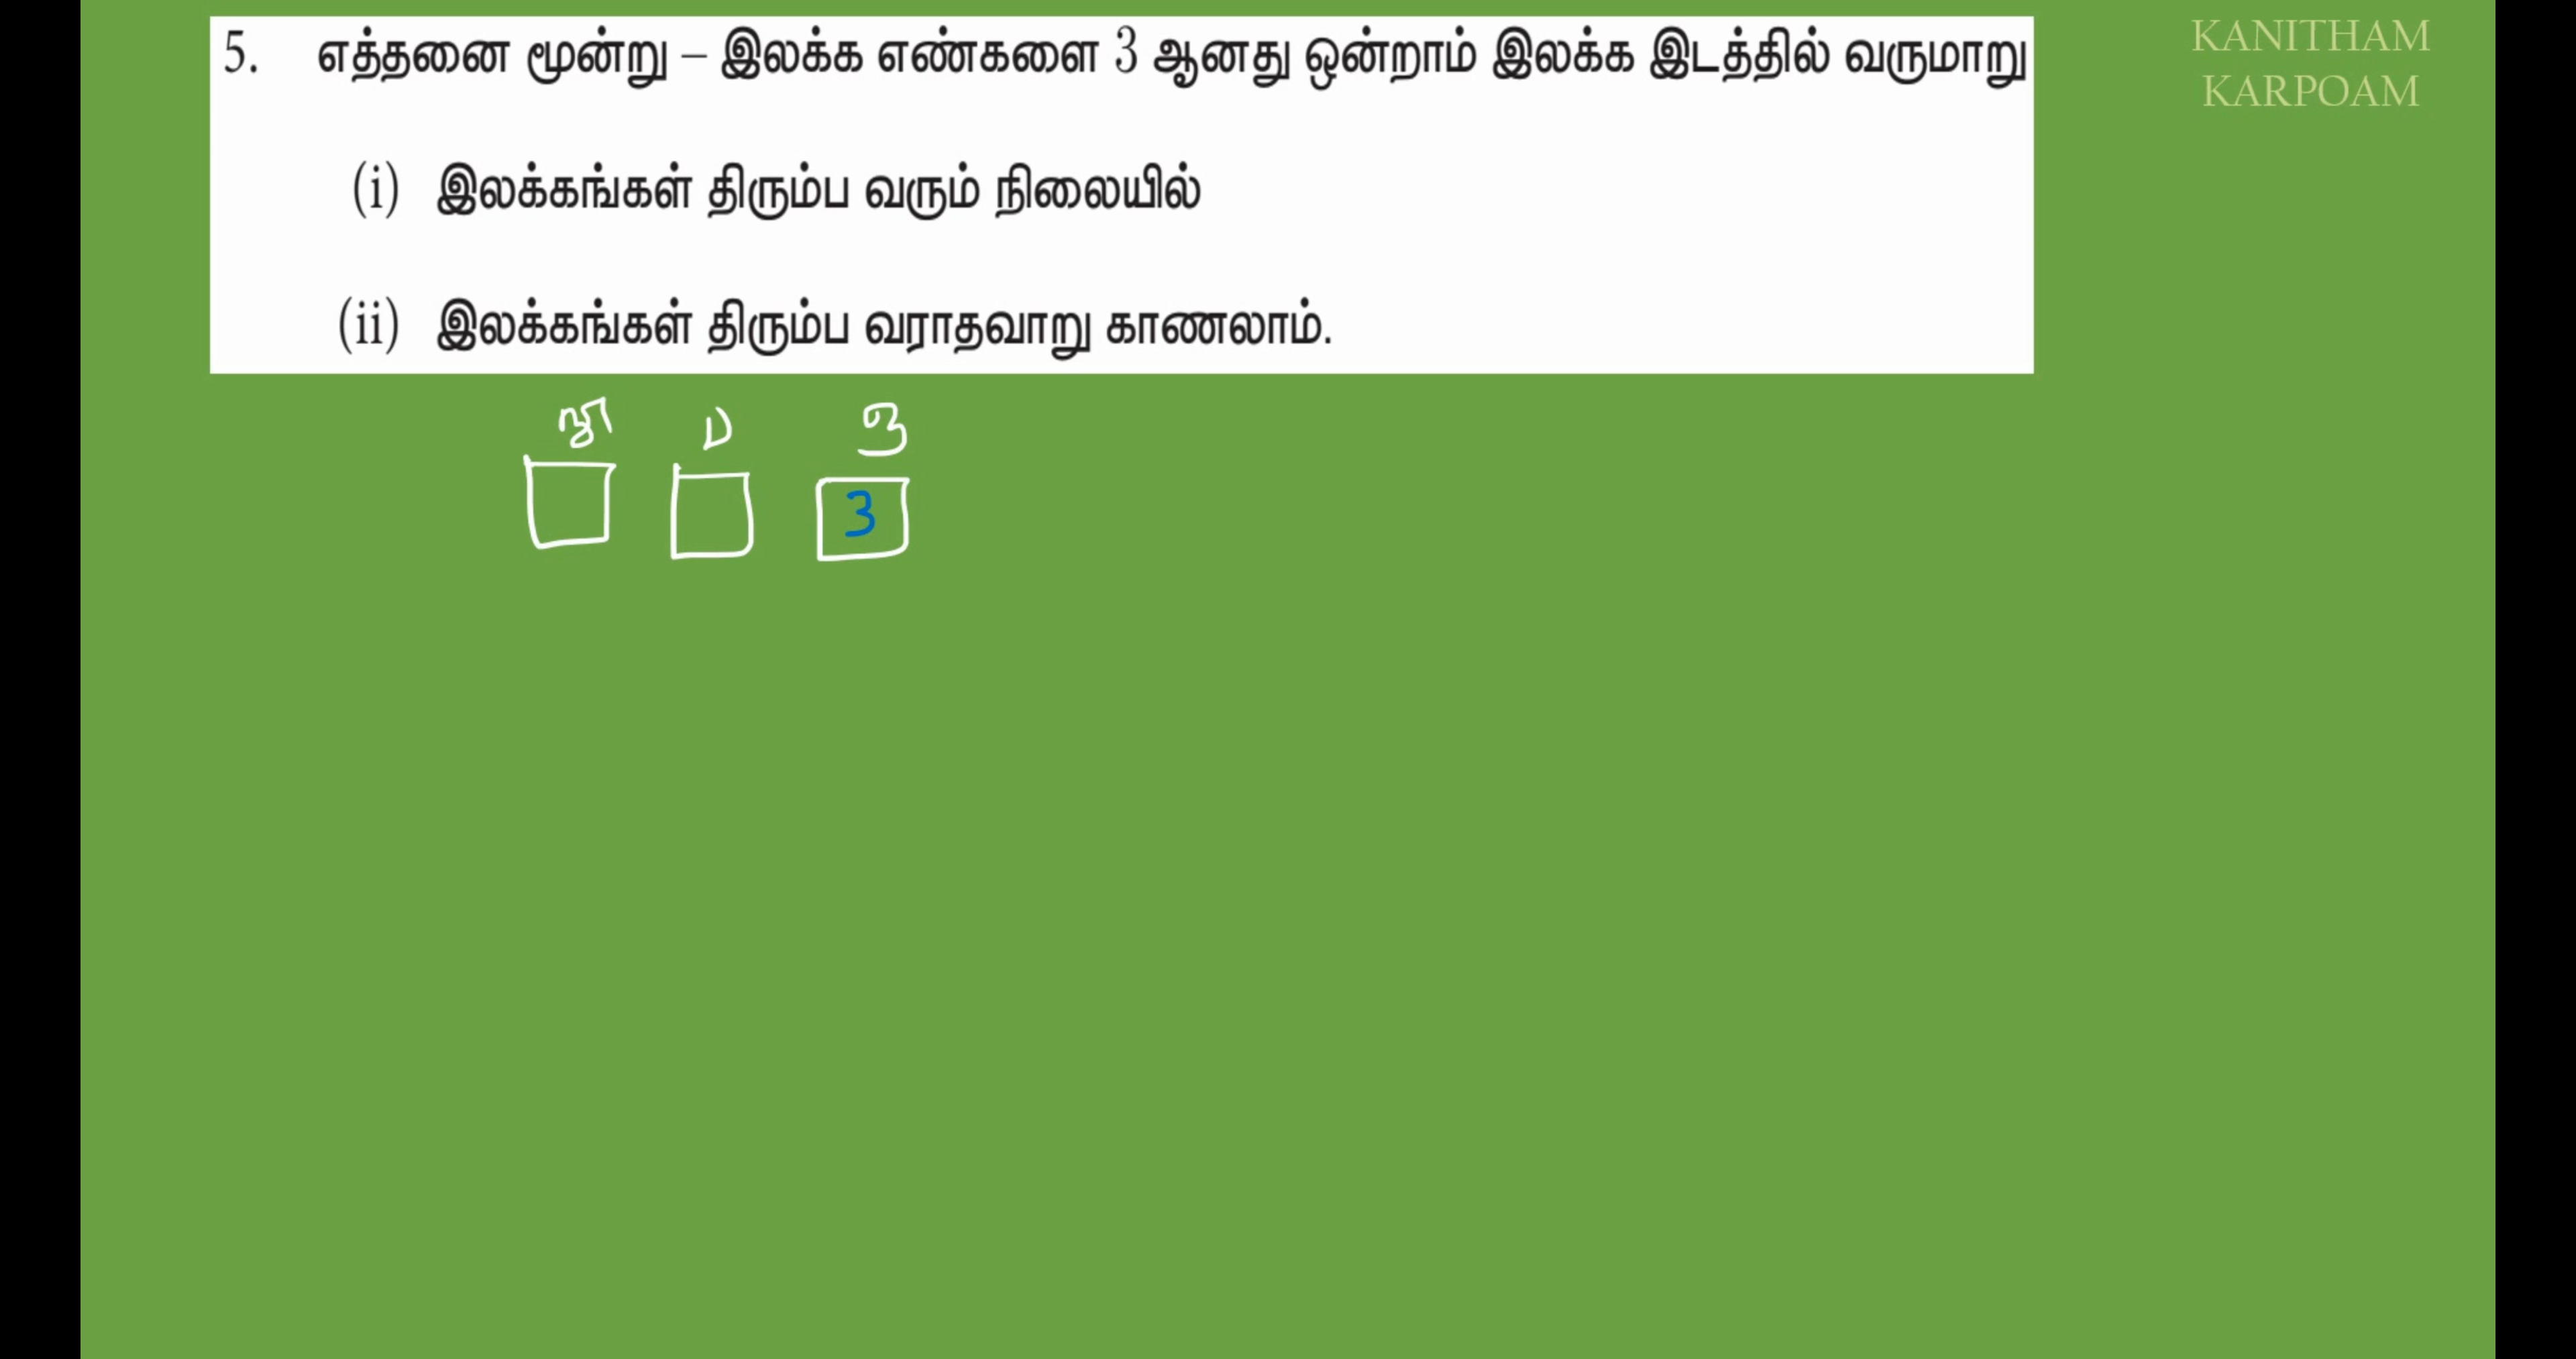 5. எத்தனை மூன்று – இலக்க எண்களை 3 ஆனது ஒன்றாம் இலக்க இடத்தில் வருமாறு
(i) இலக்கங்கள் திரும்ப வரும் நிலையில்
(ii) இலக்கங்கள் திரும்ப வராதவாறு காணலாம்.
KANITHAM
KARPOAM
நூ ப ஒ
3